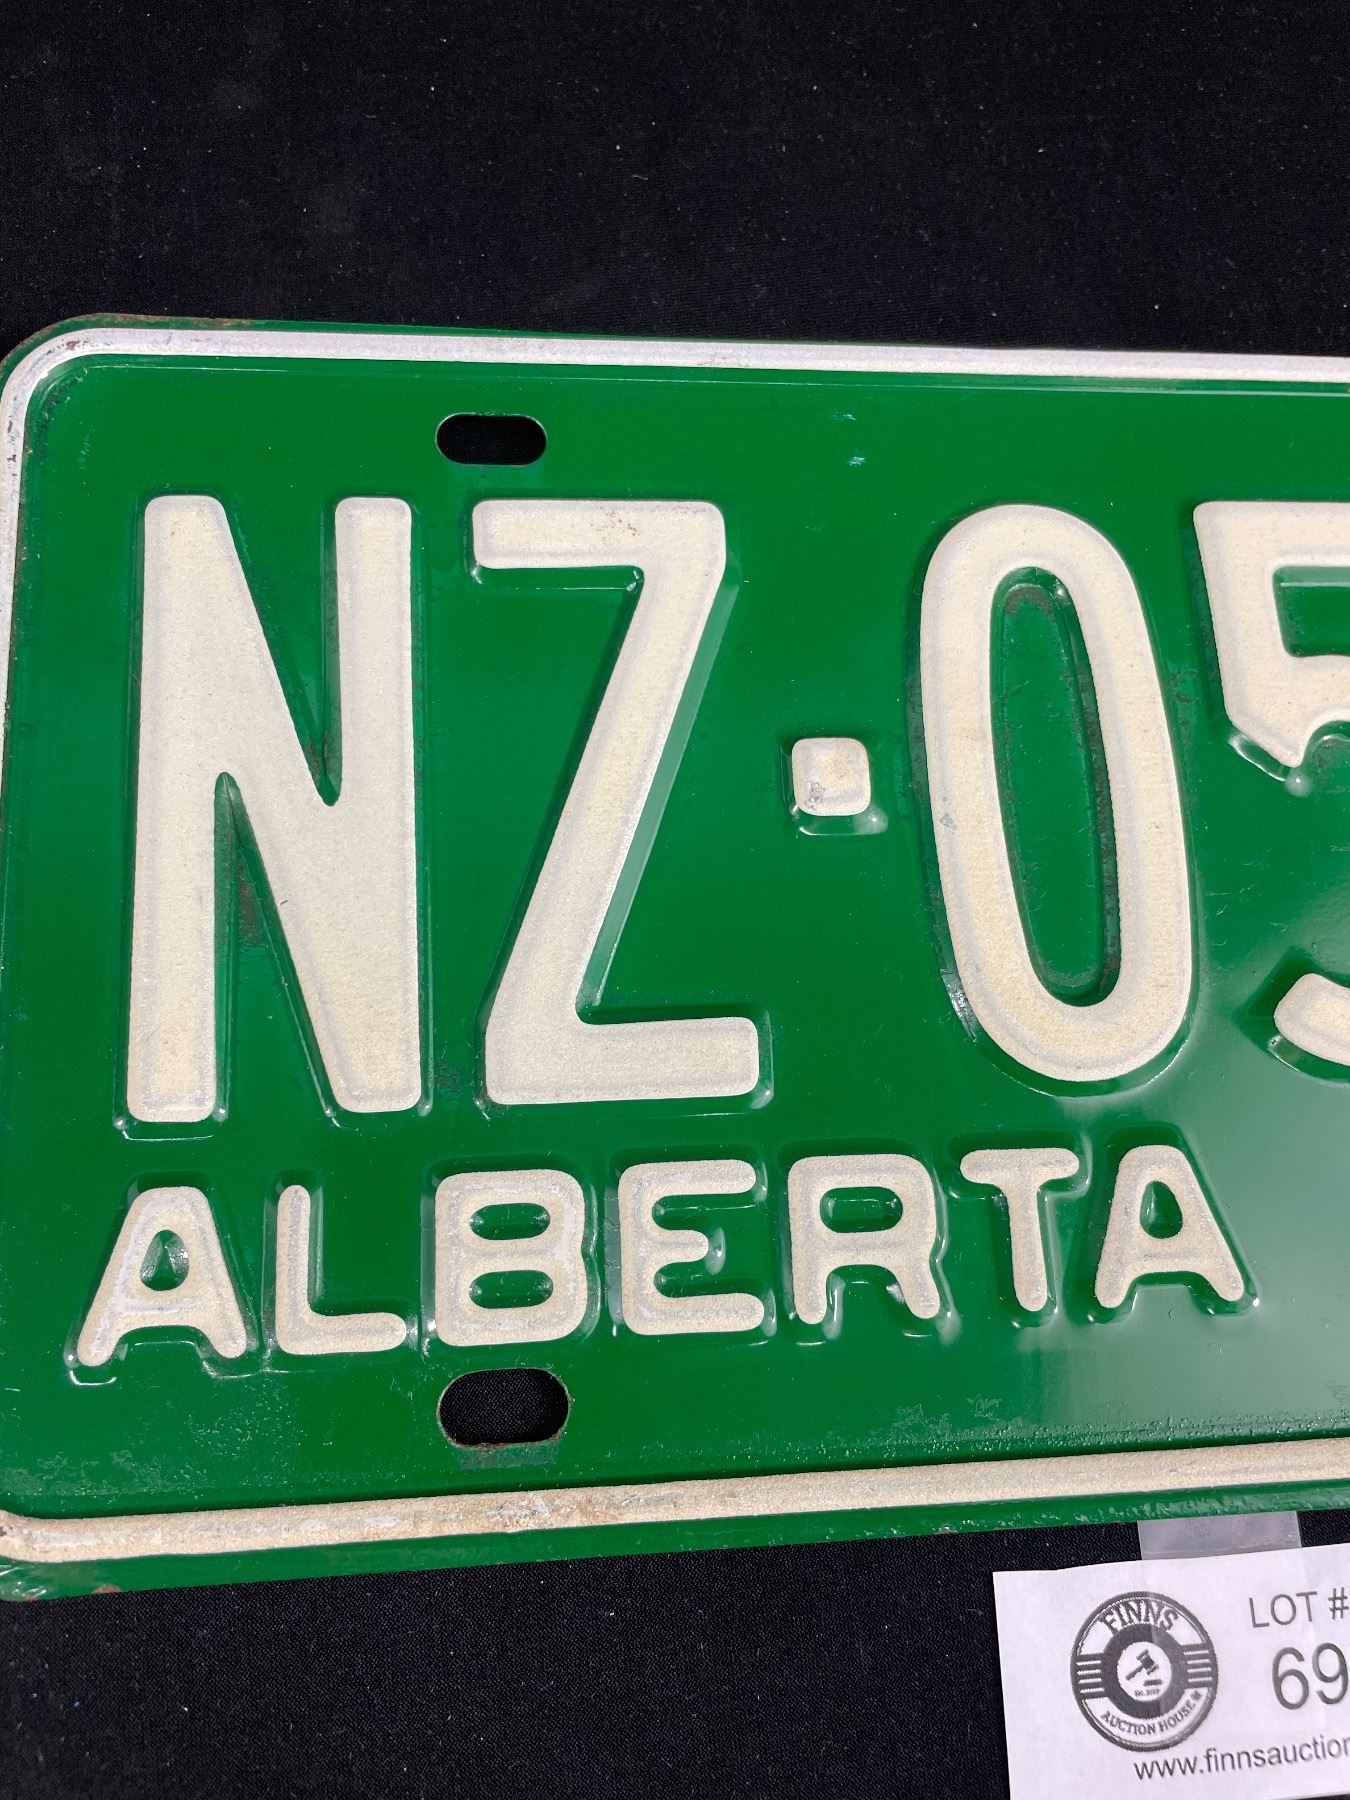 NZ·05
ALBERTA
FINNS
AUCTION HOUSE
LOT #
69
www.finnsauction